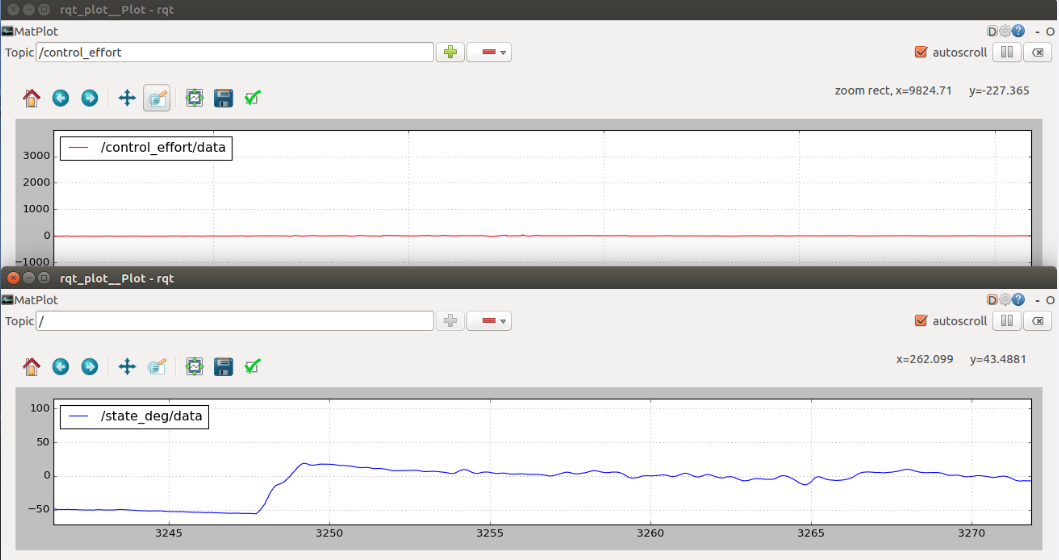 rqt_plot__Plot - rqt
MatPlot D - O
Topic /control_effort autoscroll
zoom rect, x=9824.71 y=-227.365
/control_effort/data
3000
2000
1000
0
−1000
rqt_plot__Plot - rqt
MatPlot D - O
Topic / autoscroll
x=262.099 y=43.4881
/state_deg/data
100
50
0
−50
3245 3250 3255 3260 3265 3270